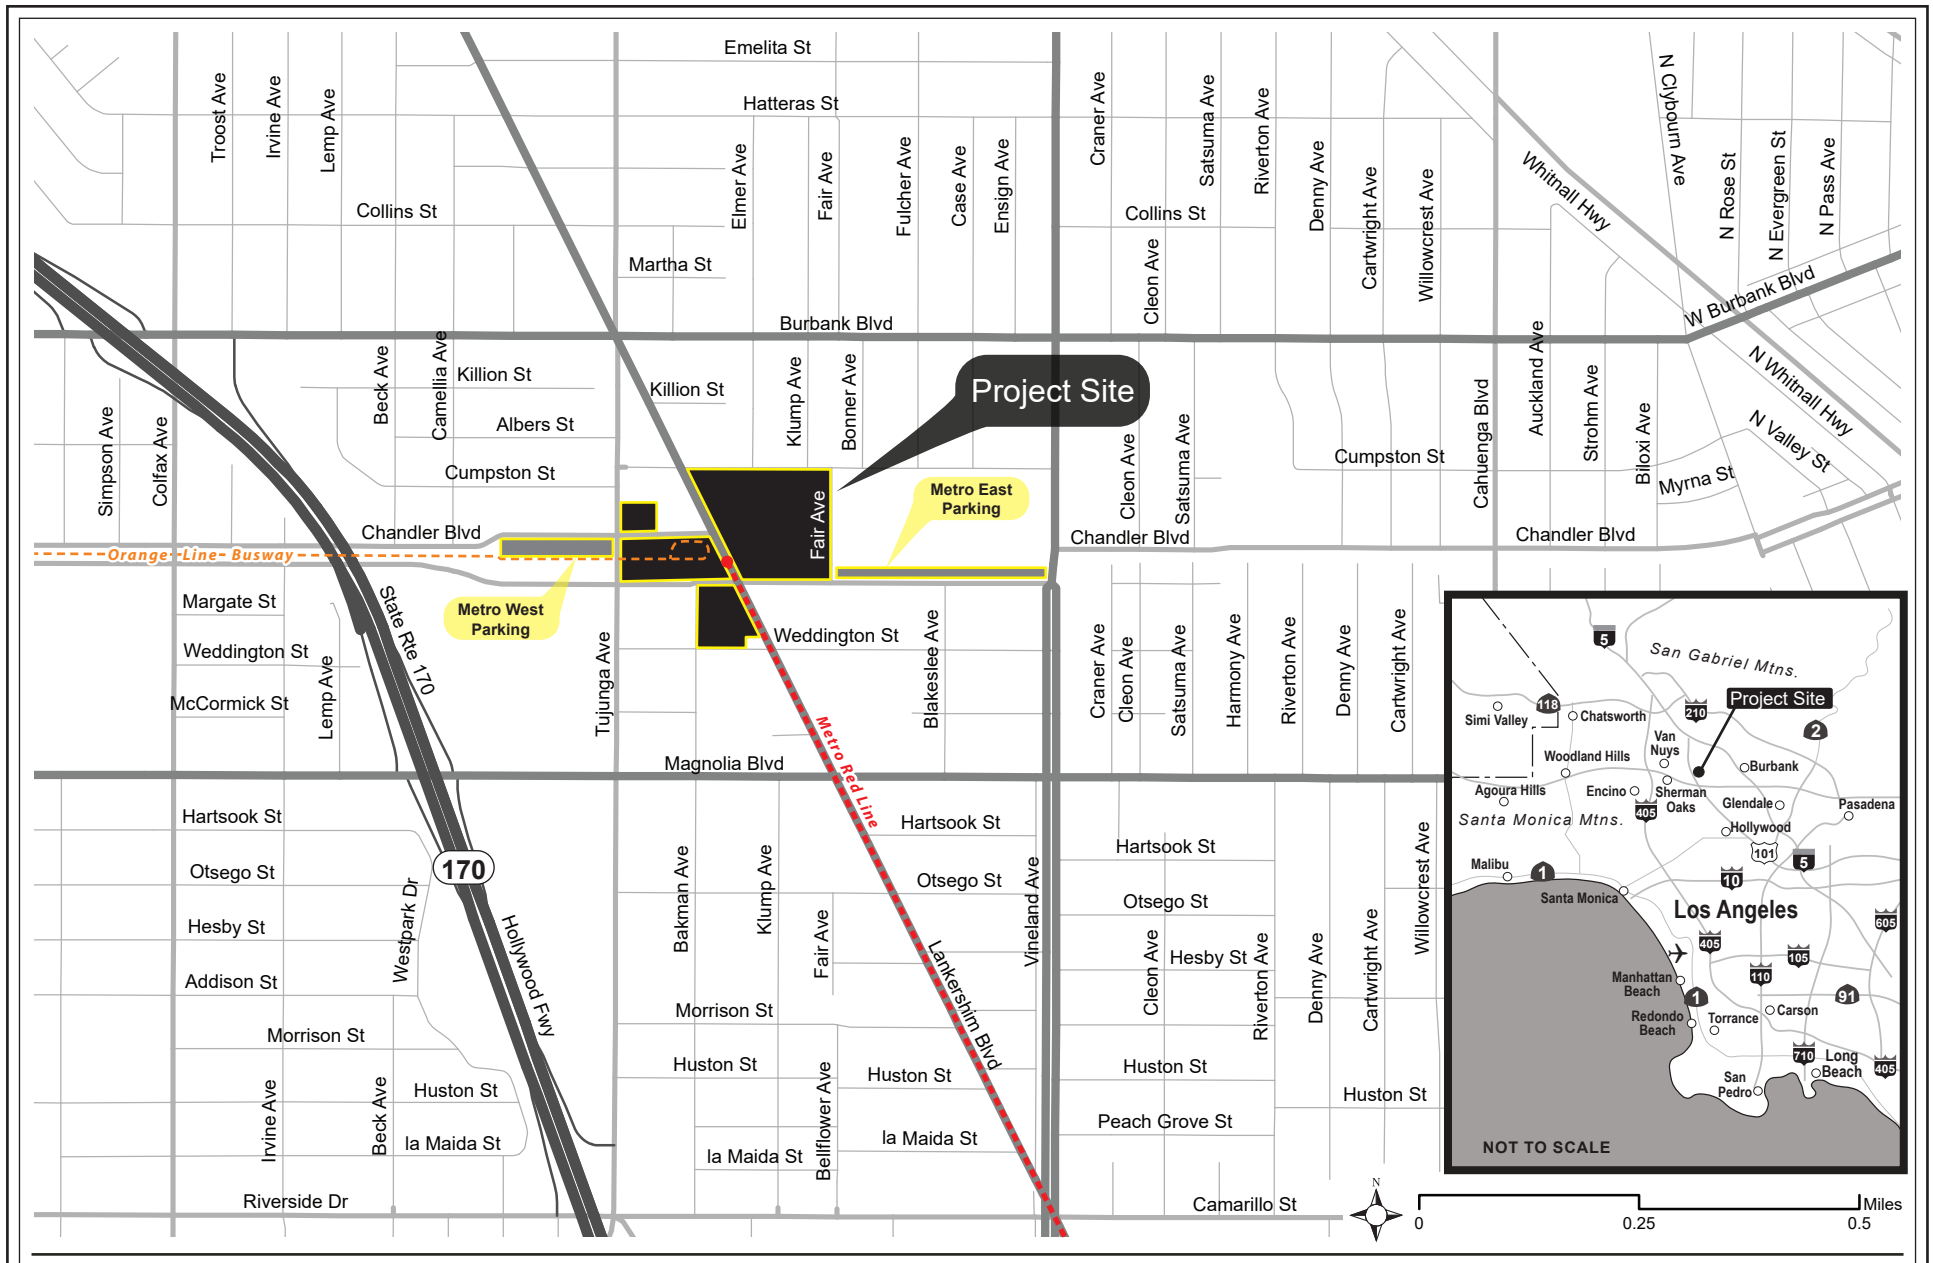 Emelita St
Hatteras St
Troost Ave
Irvine Ave
Lemp Ave
Elmer Ave
Fair Ave
Fulcher Ave
Case Ave
Ensign Ave
Craner Ave
Satsuma Ave
Riverton Ave
Denny Ave
Cartwright Ave
Willowcrest Ave
Whitnall Hwy
N Clybourn Ave
N Rose St
N Evergreen St
N Pass Ave
Collins St
Collins St
Martha St
Cleon Ave
Burbank Blvd
W Burbank Blvd
Beck Ave
Camellia Ave
Killion St
Killion St
Klump Ave
Bonner Ave
Project Site
Auckland Ave
Strohm Ave
Cahuenga Blvd
Biloxi Ave
N Whitnall Hwy
N Valley St
Myrna St
Simpson Ave
Colfax Ave
Albers St
Cumpston St
Cumpston St
Cleon Ave
Satsuma Ave
Fair Ave
Metro East
Parking
Chandler Blvd
Chandler Blvd
Chandler Blvd
Orange Line Busway
Metro West
Parking
Margate St
Weddington St
McCormick St
Lemp Ave
State Rte 170
Tujunga Ave
Weddington St
Blakeslee Ave
Craner Ave
Cleon Ave
Satsuma Ave
Harmony Ave
Riverton Ave
Denny Ave
Cartwright Ave
Metro Red Line
Magnolia Blvd
Hartsook St
Hartsook St
Hartsook St
Otsego St
Otsego St
Otsego St
170
Westpark Dr
Hesby St
Hesby St
Bakman Ave
Klump Ave
Fair Ave
Vineland Ave
Cleon Ave
Riverton Ave
Denny Ave
Cartwright Ave
Willowcrest Ave
Addison St
Hollywood Fwy
Lankershim Blvd
Morrison St
Morrison St
Huston St
Huston St
Huston St
Huston St
Huston St
Irvine Ave
Beck Ave
la Maida St
la Maida St
la Maida St
Bellflower Ave
Peach Grove St
Riverside Dr
Camarillo St
5
San Gabriel Mtns.
Project Site
118
210
2
Simi Valley
Chatsworth
Van
Nuys
Woodland Hills
Burbank
Agoura Hills
Encino
Sherman
Oaks
405
Glendale
Pasadena
Santa Monica Mtns.
Hollywood
101
5
Malibu
1
10
Santa Monica
Los Angeles
605
405
105
Manhattan
Beach
110
1
91
Redondo
Beach
Torrance
Carson
710
Long
Beach
405
San
Pedro
NOT TO SCALE
N
0
0.25
0.5
Miles